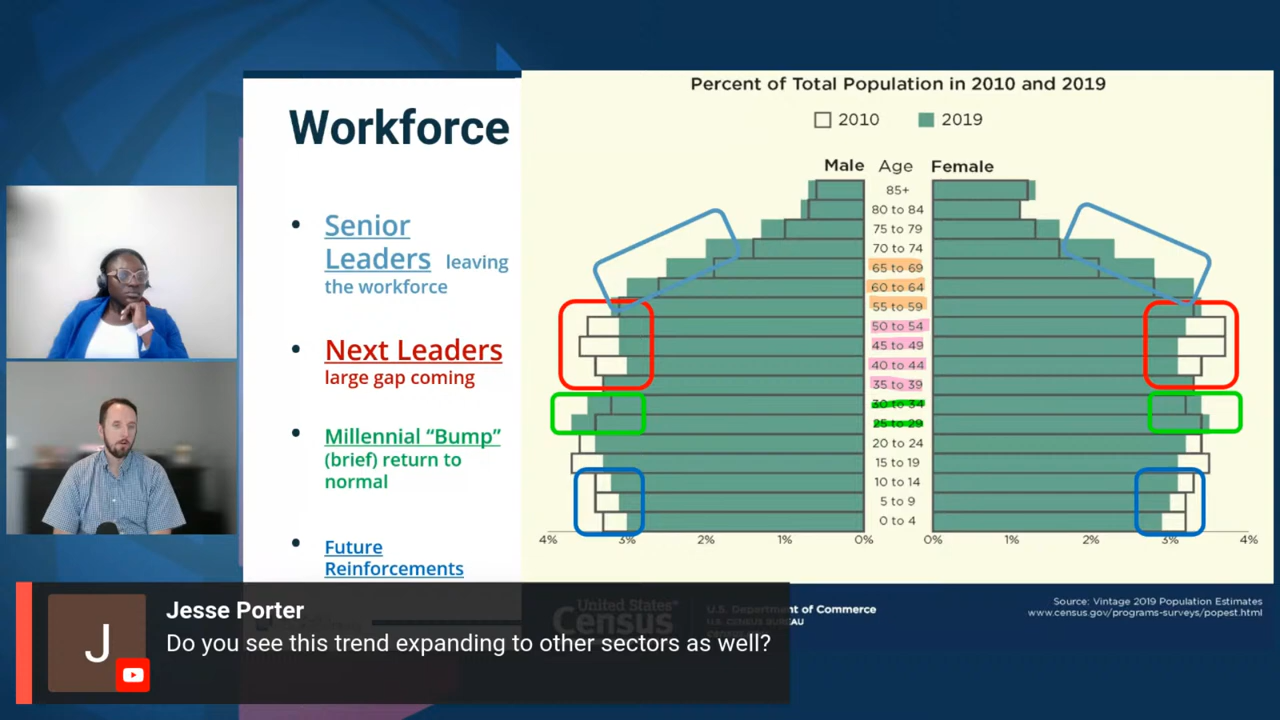 Percent of Total Population in 2010 and 2019
2010
2019
Male
Age
Female
85+
80 to 84
75 to 79
70 to 74
65 to 69
60 to 64
55 to 59
50 to 54
45 to 49
40 to 44
35 to 39
30 to 34
25 to 29
20 to 24
15 to 19
10 to 14
5 to 9
0 to 4
4%
3%
2%
1%
0%
0%
1%
2%
3%
4%
Workforce
• Senior
Leaders leaving
the workforce
• Next Leaders
large gap coming
• Millennial “Bump”
(brief) return to
normal
• Future
Reinforcements
United States®
Census
U.S. Department of Commerce
U.S. CENSUS BUREAU
Source: Vintage 2019 Population Estimates
www.census.gov/programs-surveys/popest.html
J
Jesse Porter
Do you see this trend expanding to other sectors as well?